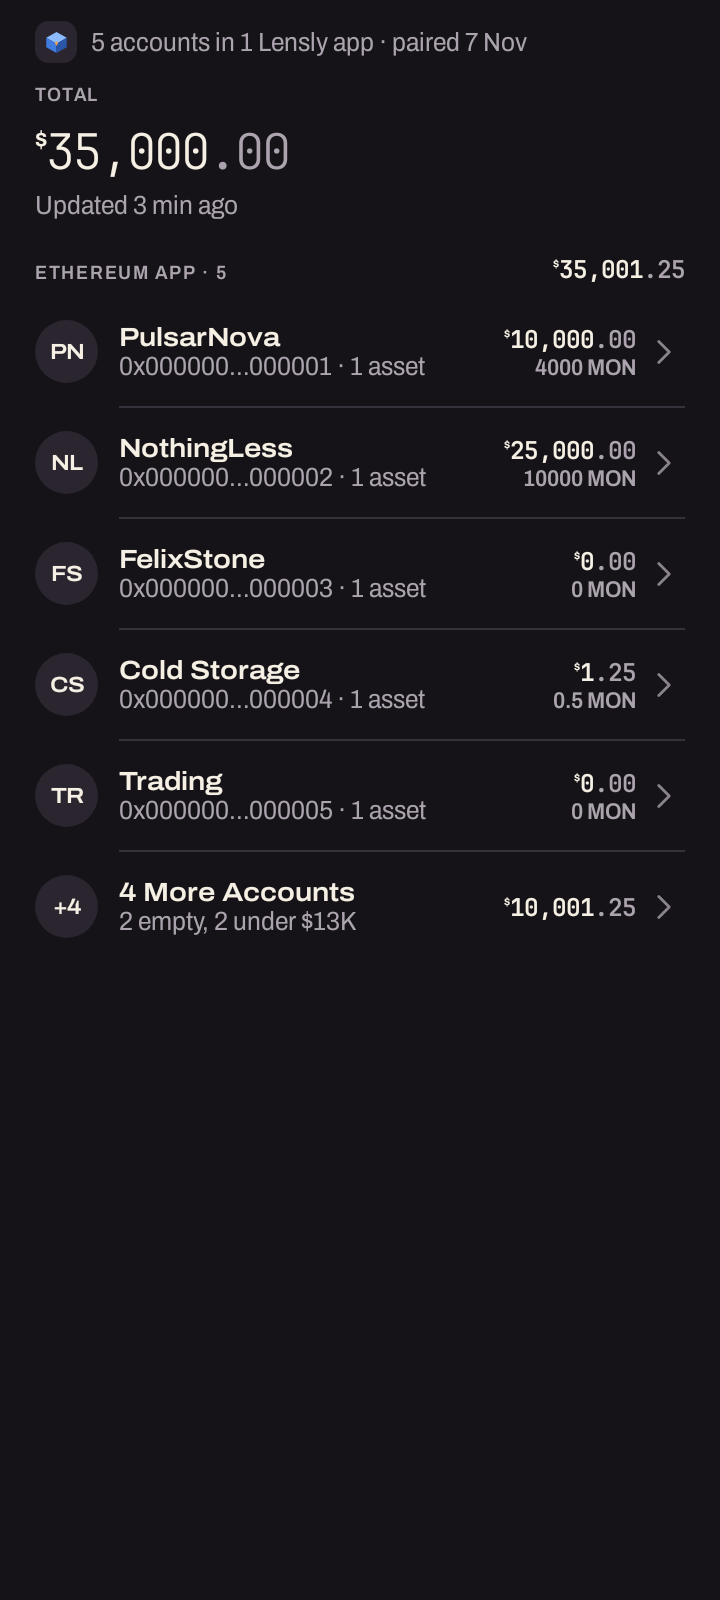 5 accounts in 1 Lensly app · paired 7 Nov
TOTAL
$35,000.00
Updated 3 min ago
ETHEREUM APP · 5 $35,001.25
PN PulsarNova $10,000.00
0x000000...000001 · 1 asset 4000 MON
NL NothingLess $25,000.00
0x000000...000002 · 1 asset 10000 MON
FS FelixStone $0.00
0x000000...000003 · 1 asset 0 MON
CS Cold Storage $1.25
0x000000...000004 · 1 asset 0.5 MON
TR Trading $0.00
0x000000...000005 · 1 asset 0 MON
+4 4 More Accounts $10,001.25
2 empty, 2 under $13K